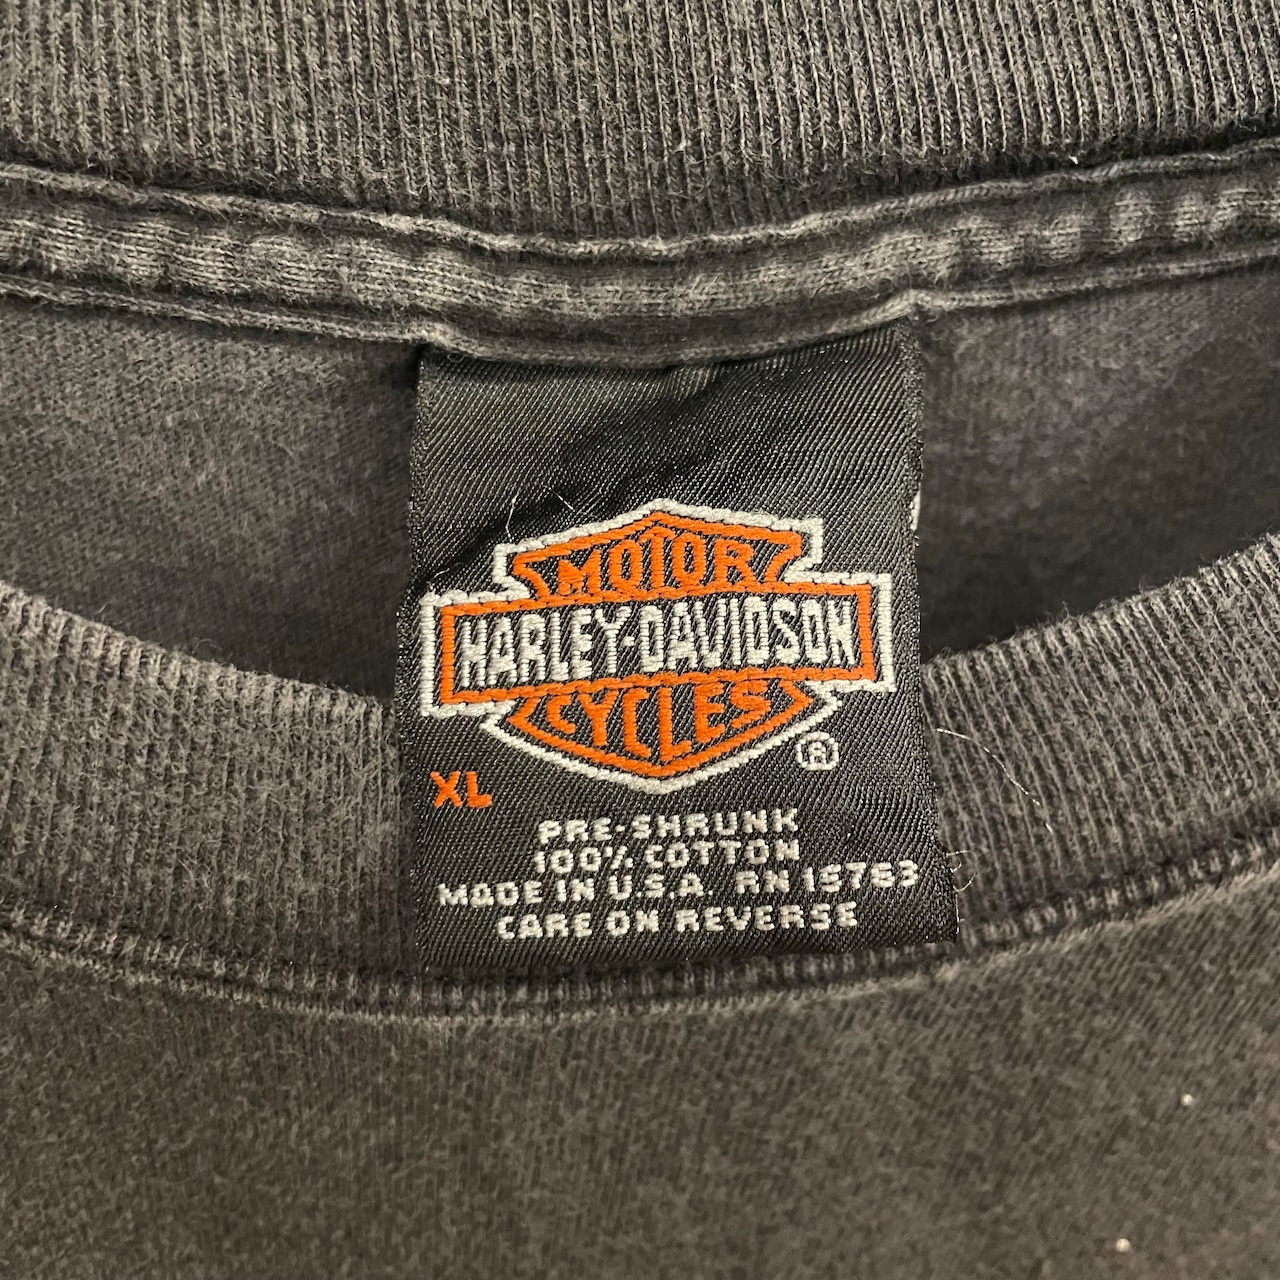 MOTOR
HARLEY-DAVIDSON
CYCLES
®
XL
PRE-SHRUNK
100% COTTON
MADE IN U.S.A. RN 15763
CARE ON REVERSE